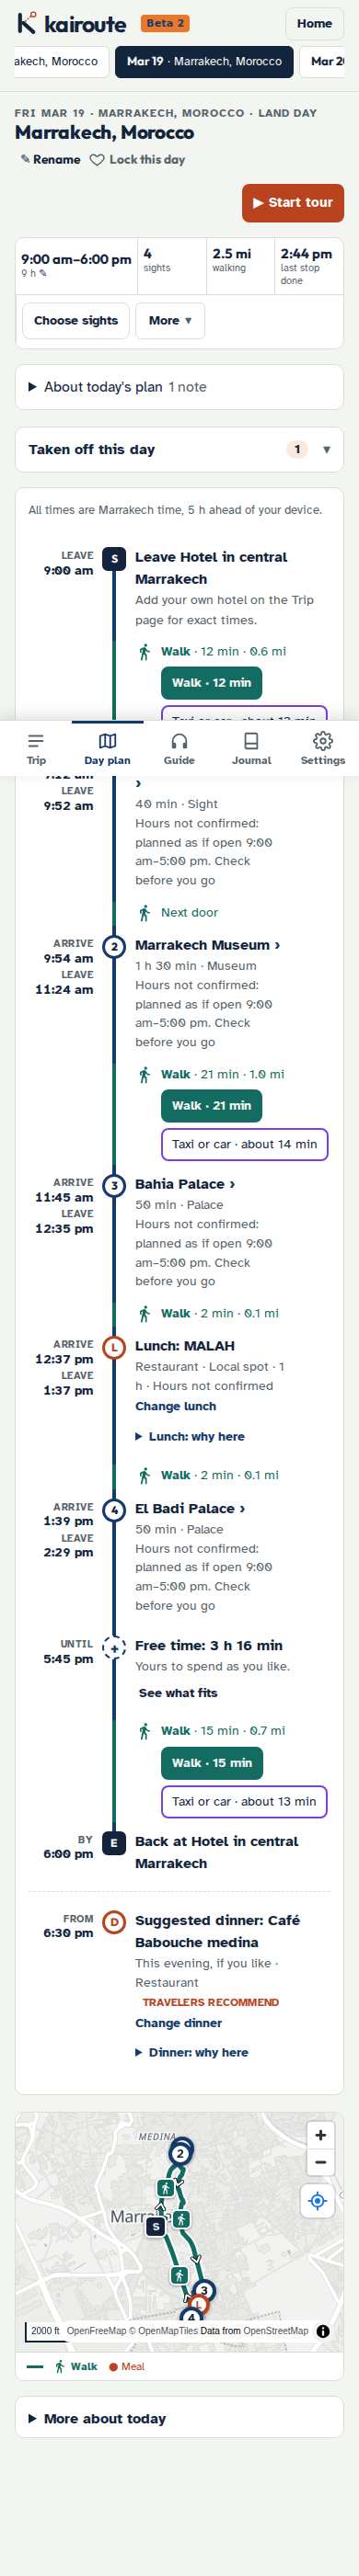 kairoute Beta 2 Home
akech, Morocco Mar 19 · Marrakech, Morocco Mar 20
FRI MAR 19 · MARRAKECH, MOROCCO · LAND DAY
Marrakech, Morocco
✎ Rename Lock this day
▶ Start tour
9:00 am–6:00 pm
9 h ✎
4
sights
2.5 mi
walking
2:44 pm
last stop
done
Choose sights More ▾
▶ About today's plan 1 note
Taken off this day 1 ▾
All times are Marrakech time, 5 h ahead of your device.
LEAVE
9:00 am
S
Leave Hotel in central
Marrakech
Add your own hotel on the Trip
page for exact times.
Walk · 12 min · 0.6 mi
Walk · 12 min
Trip Day plan Guide Journal Settings
LEAVE
9:52 am
›
40 min · Sight
Hours not confirmed:
planned as if open 9:00
am–5:00 pm. Check
before you go
Next door
ARRIVE
9:54 am
LEAVE
11:24 am
2
Marrakech Museum ›
1 h 30 min · Museum
Hours not confirmed:
planned as if open 9:00
am–5:00 pm. Check
before you go
Walk · 21 min · 1.0 mi
Walk · 21 min
Taxi or car · about 14 min
ARRIVE
11:45 am
LEAVE
12:35 pm
3
Bahia Palace ›
50 min · Palace
Hours not confirmed:
planned as if open 9:00
am–5:00 pm. Check
before you go
Walk · 2 min · 0.1 mi
ARRIVE
12:37 pm
LEAVE
1:37 pm
L
Lunch: MALAH
Restaurant · Local spot · 1
h · Hours not confirmed
Change lunch
▶ Lunch: why here
Walk · 2 min · 0.1 mi
ARRIVE
1:39 pm
LEAVE
2:29 pm
4
El Badi Palace ›
50 min · Palace
Hours not confirmed:
planned as if open 9:00
am–5:00 pm. Check
before you go
UNTIL
5:45 pm
+
Free time: 3 h 16 min
Yours to spend as you like.
See what fits
Walk · 15 min · 0.7 mi
Walk · 15 min
Taxi or car · about 13 min
BY
6:00 pm
E
Back at Hotel in central
Marrakech
FROM
6:30 pm
D
Suggested dinner: Café
Babouche medina
This evening, if you like ·
Restaurant
TRAVELERS RECOMMEND
Change dinner
▶ Dinner: why here
MEDINA
2
+
−
S
3
L
4
2000 ft OpenFreeMap © OpenMapTiles Data from OpenStreetMap
Walk Meal
▶ More about today